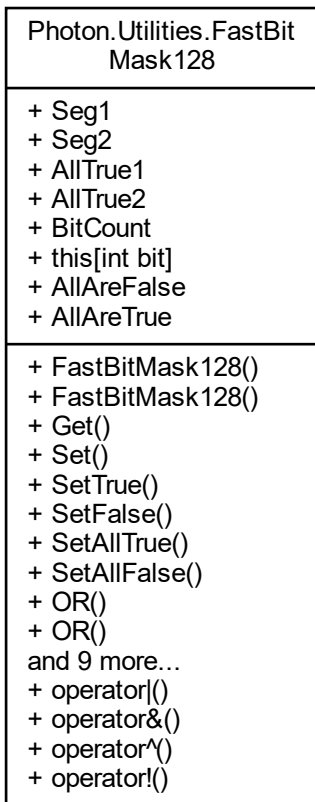 Photon.Utilities.FastBit
Mask128
+ Seg1
+ Seg2
+ AllTrue1
+ AllTrue2
+ BitCount
+ this[int bit]
+ AllAreFalse
+ AllAreTrue
+ FastBitMask128()
+ FastBitMask128()
+ Get()
+ Set()
+ SetTrue()
+ SetFalse()
+ SetAllTrue()
+ SetAllFalse()
+ OR()
+ OR()
and 9 more...
+ operator|()
+ operator&()
+ operator^()
+ operator!()